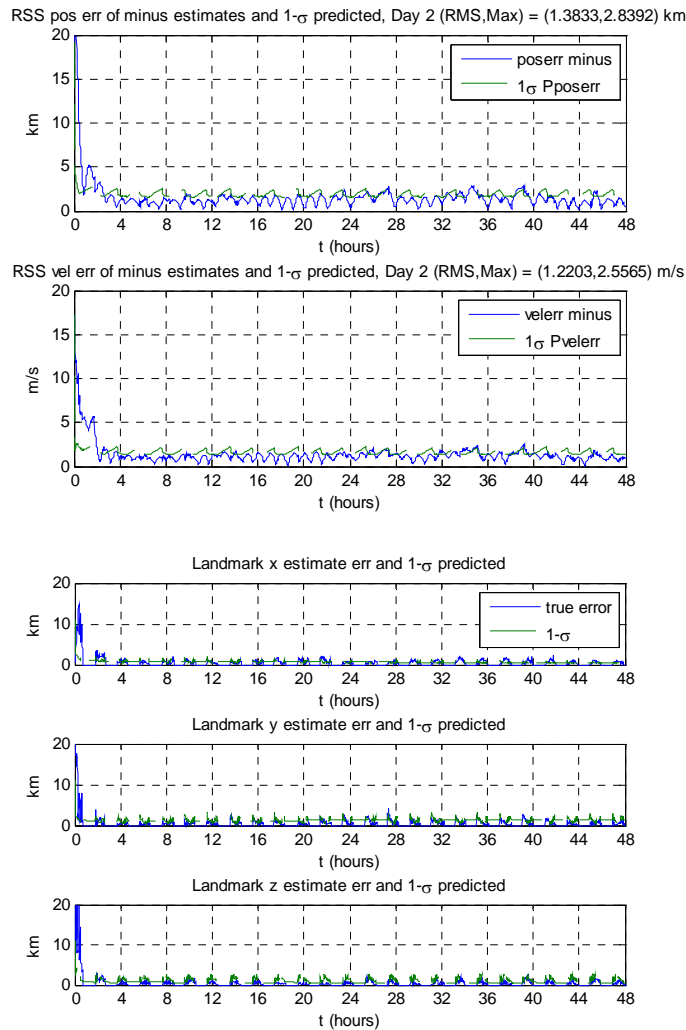 RSS pos err of minus estimates and 1-σ predicted, Day 2 (RMS,Max) = (1.3833,2.8392) km
20
15
10
5
0
km
poserr minus
1σ Pposerr
0 4 8 12 16 20 24 28 32 36 40 44 48
t (hours)
RSS vel err of minus estimates and 1-σ predicted, Day 2 (RMS,Max) = (1.2203,2.5565) m/s
20
15
10
5
0
m/s
velerr minus
1σ Pvelerr
0 4 8 12 16 20 24 28 32 36 40 44 48
t (hours)
Landmark x estimate err and 1-σ predicted
20
10
0
km
true error
1-σ
0 4 8 12 16 20 24 28 32 36 40 44 48
t (hours)
Landmark y estimate err and 1-σ predicted
20
10
0
km
0 4 8 12 16 20 24 28 32 36 40 44 48
t (hours)
Landmark z estimate err and 1-σ predicted
20
10
0
km
0 4 8 12 16 20 24 28 32 36 40 44 48
t (hours)